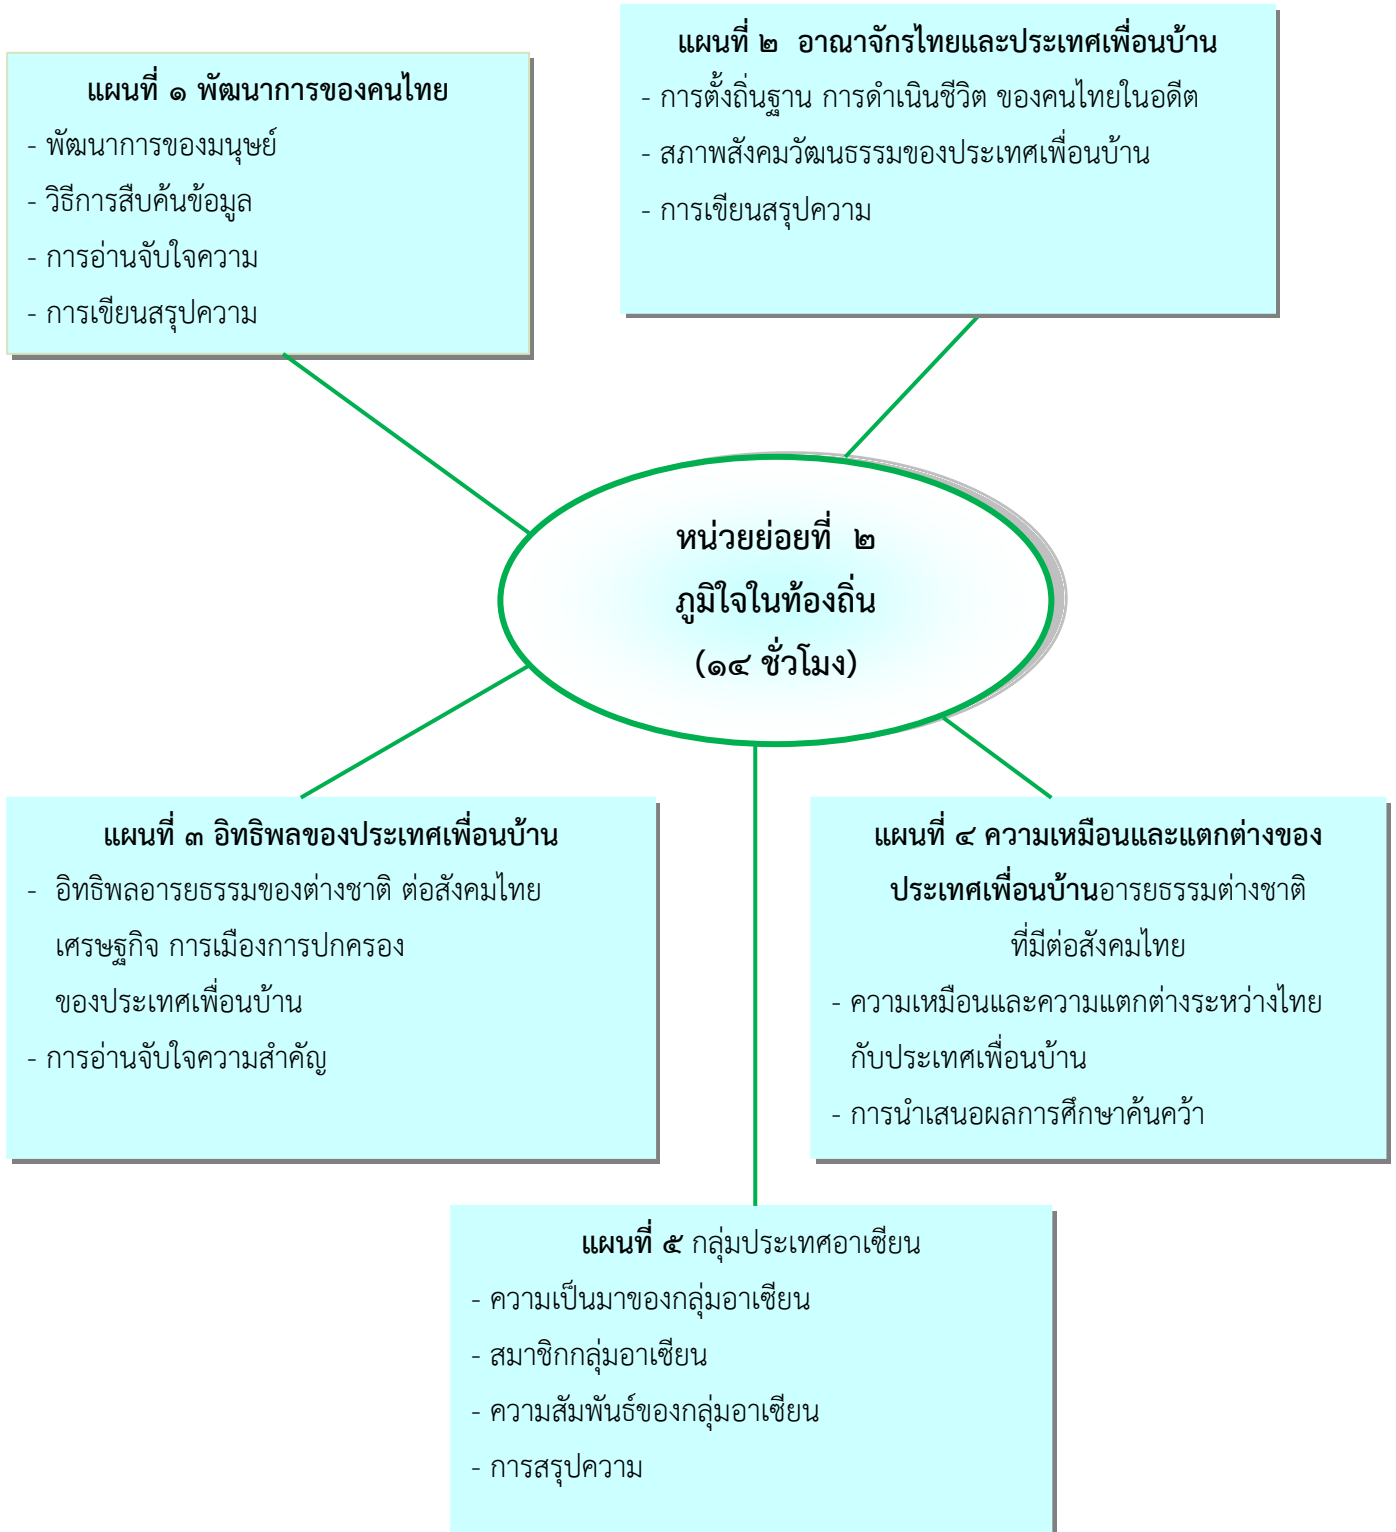 แผนที่ ๑ พัฒนาการของคนไทย
- พัฒนาการของมนุษย์
- วิธีการสืบค้นข้อมูล
- การอ่านจับใจความ
- การเขียนสรุปความ
แผนที่ ๒ อาณาจักรไทยและประเทศเพื่อนบ้าน
- การตั้งถิ่นฐาน การดำเนินชีวิต ของคนไทยในอดีต
- สภาพสังคมวัฒนธรรมของประเทศเพื่อนบ้าน
- การเขียนสรุปความ
หน่วยย่อยที่ ๒
ภูมิใจในท้องถิ่น
(๑๔ ชั่วโมง)
แผนที่ ๓ อิทธิพลของประเทศเพื่อนบ้าน
- อิทธิพลอารยธรรมของต่างชาติ ต่อสังคมไทย
เศรษฐกิจ การเมืองการปกครอง
ของประเทศเพื่อนบ้าน
- การอ่านจับใจความสำคัญ
แผนที่ ๔ ความเหมือนและแตกต่างของ
ประเทศเพื่อนบ้านอารยธรรมต่างชาติ
ที่มีต่อสังคมไทย
- ความเหมือนและความแตกต่างระหว่างไทย
กับประเทศเพื่อนบ้าน
- การนำเสนอผลการศึกษาค้นคว้า
แผนที่ ๕ กลุ่มประเทศอาเซียน
- ความเป็นมาของกลุ่มอาเซียน
- สมาชิกกลุ่มอาเซียน
- ความสัมพันธ์ของกลุ่มอาเซียน
- การสรุปความ